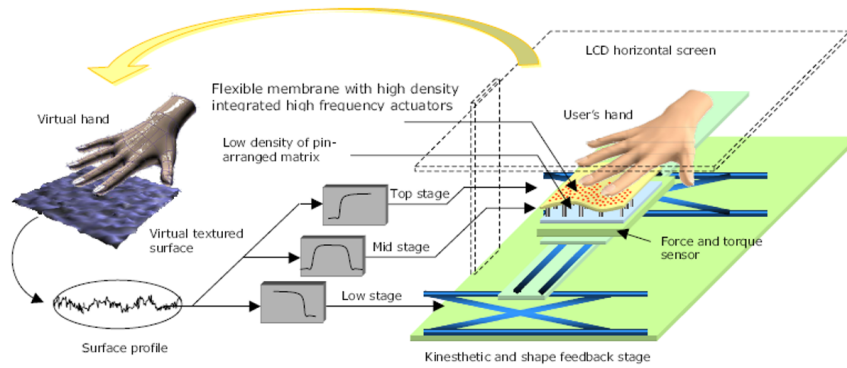 LCD horizontal screen
Flexible membrane with high density
integrated high frequency actuators
Virtual hand
User's hand
Low density of pin-
arranged matrix
Top stage
Virtual textured
surface
Mid stage
Force and torque
sensor
Low stage
Surface profile
Kinesthetic and shape feedback stage